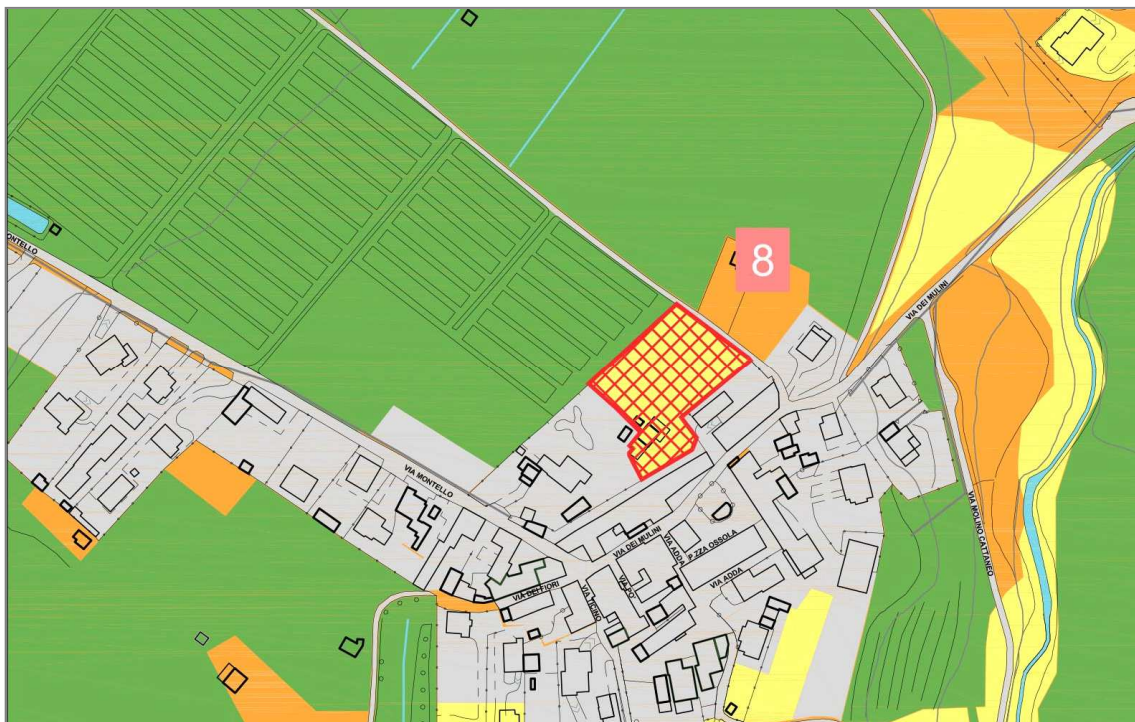 8
VIA DEI MULINI
ONTELLO
VIA MONTELLO
VIA MOLINO CATTANEO
VIA DEI MULINI
VIA ADDA
P.ZZA OSSOLA
VIA ADDA
VIA PO'
VIA DEI FIORI
VIA TICINO